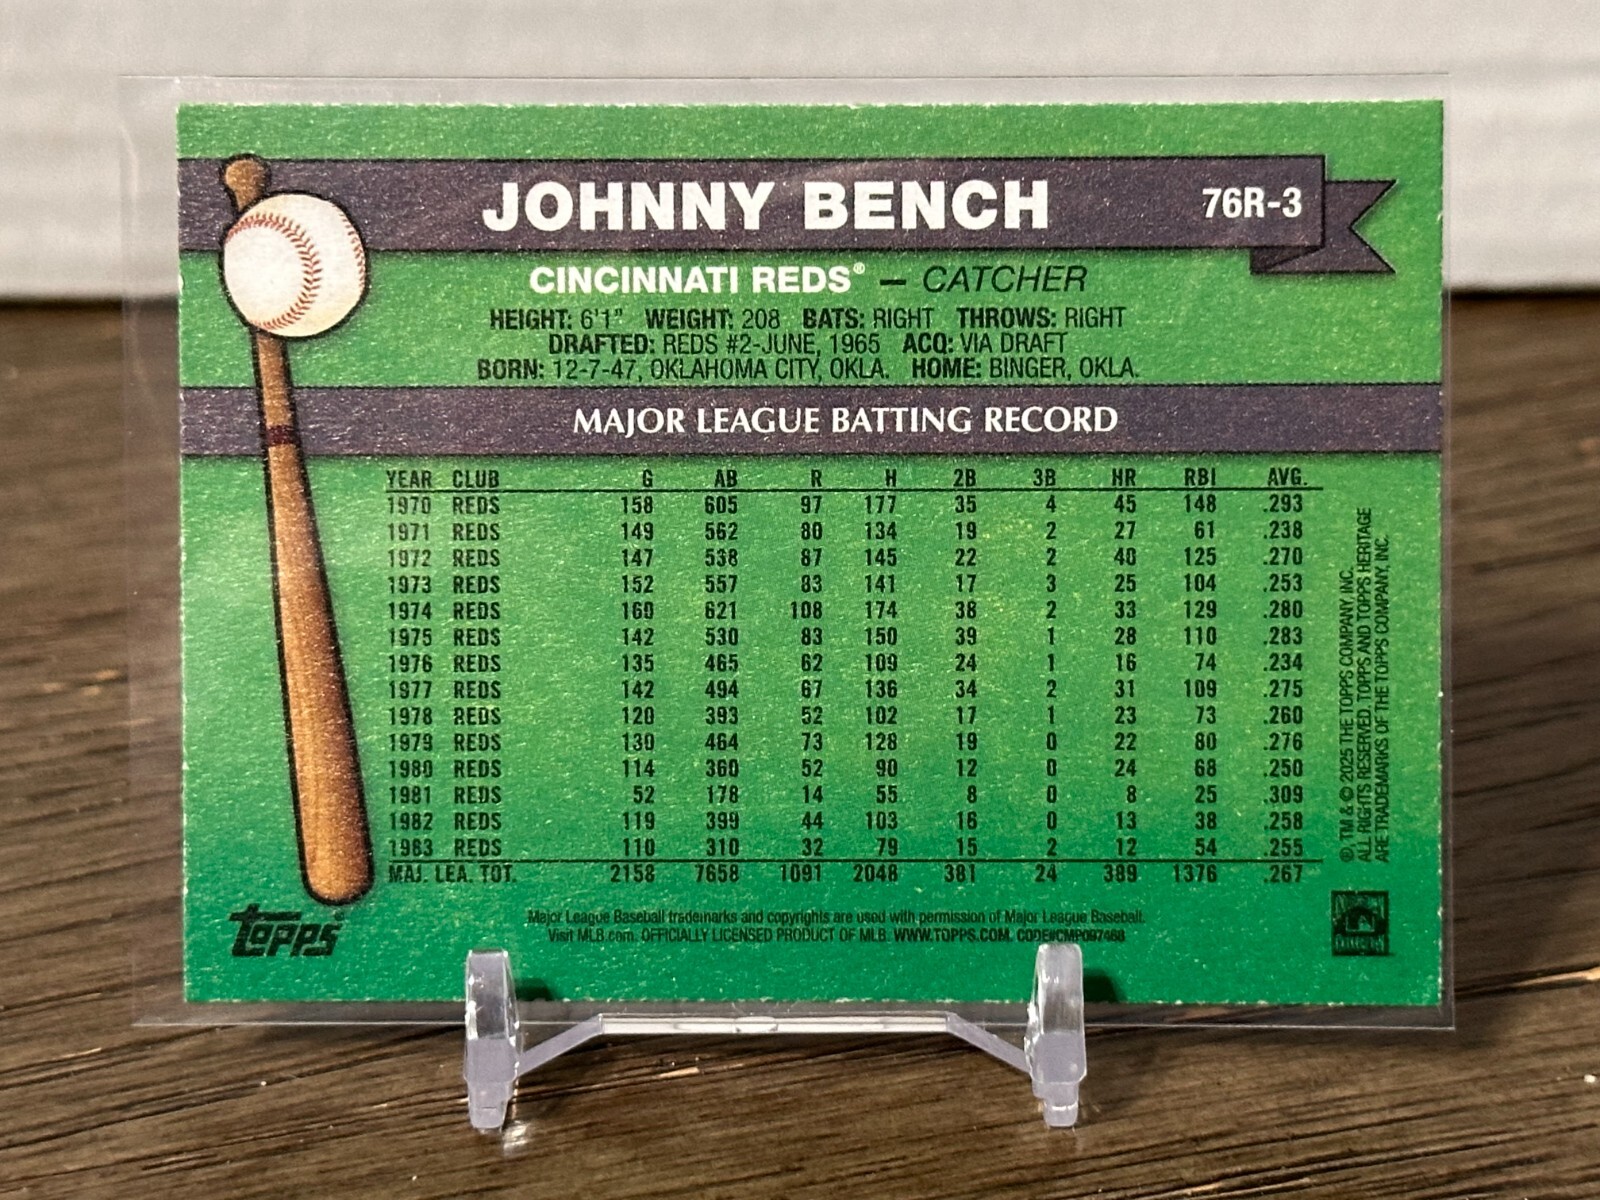 JOHNNY BENCH
76R-3
CINCINNATI REDS® — CATCHER
HEIGHT: 6'1" WEIGHT: 208 BATS: RIGHT THROWS: RIGHT
DRAFTED: REDS #2-JUNE, 1965 ACQ: VIA DRAFT
BORN: 12-7-47, OKLAHOMA CITY, OKLA. HOME: BINGER, OKLA.
MAJOR LEAGUE BATTING RECORD
YEAR CLUB G AB R H 2B 3B HR RBI AVG.
1970 REDS 158 605 97 177 35 4 45 148 .293
1971 REDS 149 562 80 134 19 2 27 61 .238
1972 REDS 147 538 87 145 22 2 40 125 .270
1973 REDS 152 557 83 141 17 3 25 104 .253
1974 REDS 160 621 108 174 38 2 33 129 .280
1975 REDS 142 530 83 150 39 1 28 110 .283
1976 REDS 135 465 62 109 24 1 16 74 .234
1977 REDS 142 494 67 136 34 2 31 109 .275
1978 REDS 120 393 52 102 17 1 23 73 .260
1979 REDS 130 464 73 128 19 0 22 80 .276
1980 REDS 114 360 52 90 12 0 24 68 .250
1981 REDS 52 178 14 55 8 0 8 25 .309
1982 REDS 119 399 44 103 16 0 13 38 .258
1983 REDS 110 310 32 79 15 2 12 54 .255
MAJ. LEA. TOT. 2158 7658 1091 2048 381 24 389 1376 .267
®, TM & © 2025 THE TOPPS COMPANY, INC.
ALL RIGHTS RESERVED. TOPPS AND TOPPS HERITAGE
ARE TRADEMARKS OF THE TOPPS COMPANY, INC.
topps®
Major League Baseball trademarks and copyrights are used with permission of Major League Baseball.
Visit MLB.com. OFFICIALLY LICENSED PRODUCT OF MLB. WWW.TOPPS.COM. CODE#CMP097468